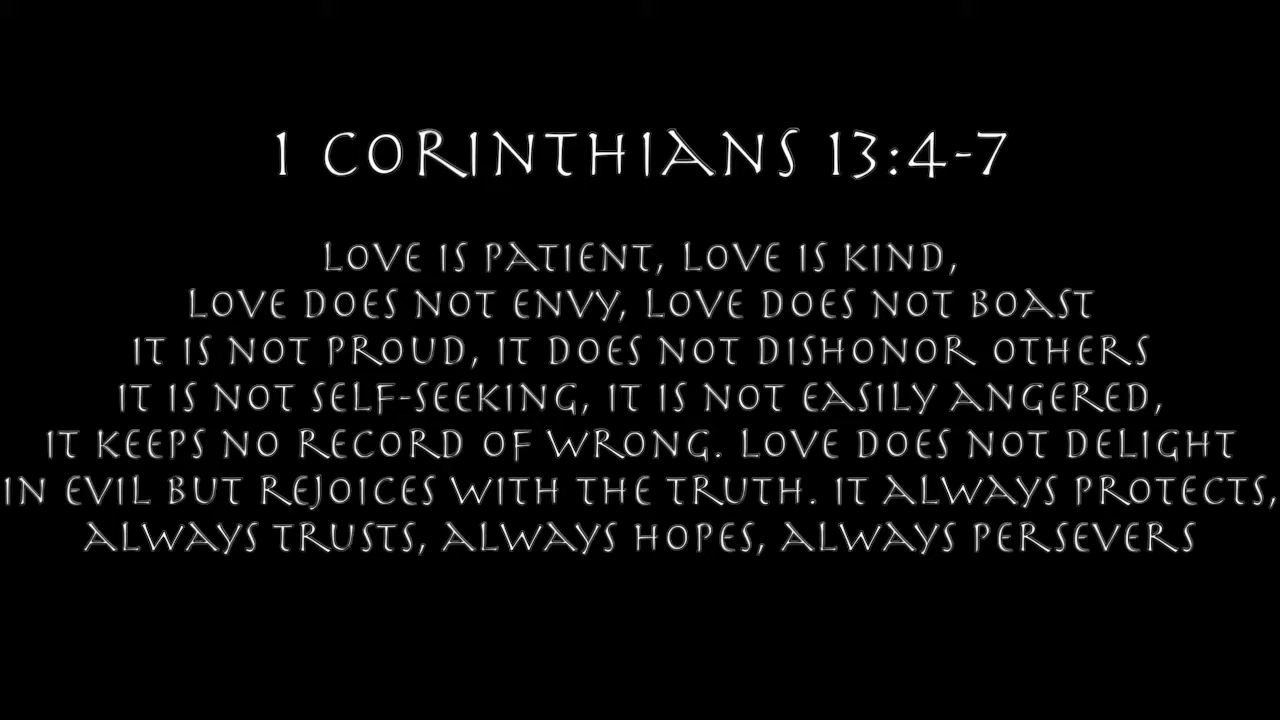 1 CORINTHIANS 13:4-7
LOVE IS PATIENT, LOVE IS KIND,
LOVE DOES NOT ENVY, LOVE DOES NOT BOAST
IT IS NOT PROUD, IT DOES NOT DISHONOR OTHERS
IT IS NOT SELF-SEEKING, IT IS NOT EASILY ANGERED,
IT KEEPS NO RECORD OF WRONG. LOVE DOES NOT DELIGHT
IN EVIL BUT REJOICES WITH THE TRUTH. IT ALWAYS PROTECTS,
ALWAYS TRUSTS, ALWAYS HOPES, ALWAYS PERSEVERS